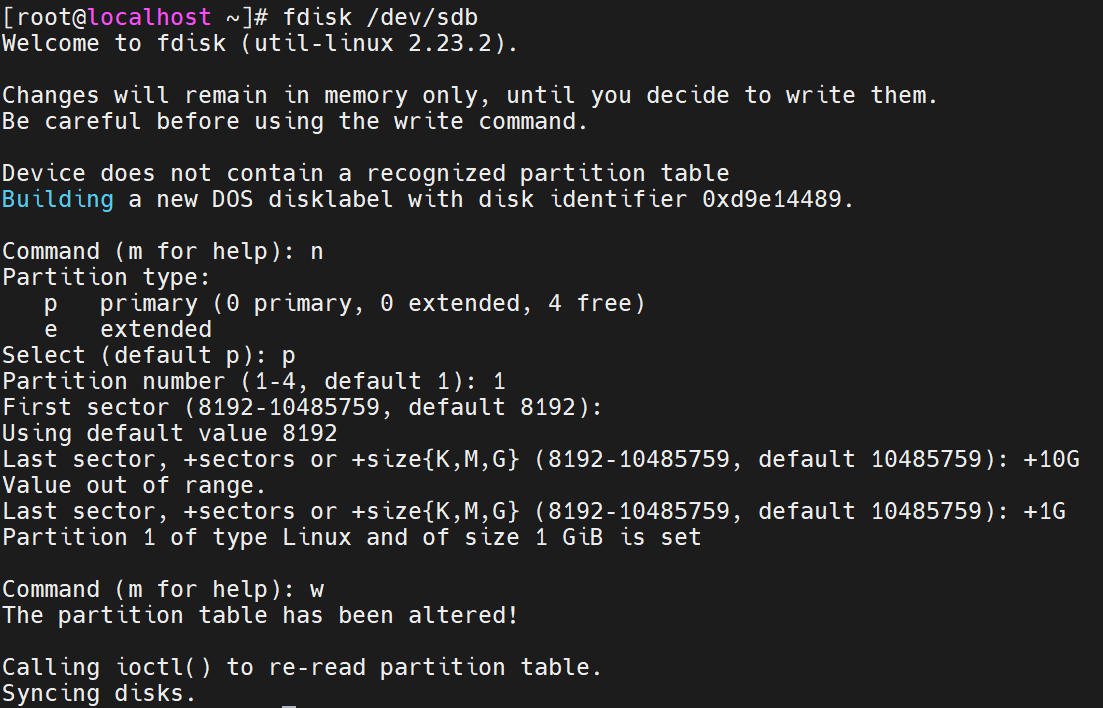 [root@localhost ~]# fdisk /dev/sdb
Welcome to fdisk (util-linux 2.23.2).

Changes will remain in memory only, until you decide to write them.
Be careful before using the write command.

Device does not contain a recognized partition table
Building a new DOS disklabel with disk identifier 0xd9e14489.

Command (m for help): n
Partition type:
   p   primary (0 primary, 0 extended, 4 free)
   e   extended
Select (default p): p
Partition number (1-4, default 1): 1
First sector (8192-10485759, default 8192):
Using default value 8192
Last sector, +sectors or +size{K,M,G} (8192-10485759, default 10485759): +10G
Value out of range.
Last sector, +sectors or +size{K,M,G} (8192-10485759, default 10485759): +1G
Partition 1 of type Linux and of size 1 GiB is set

Command (m for help): w
The partition table has been altered!

Calling ioctl() to re-read partition table.
Syncing disks.